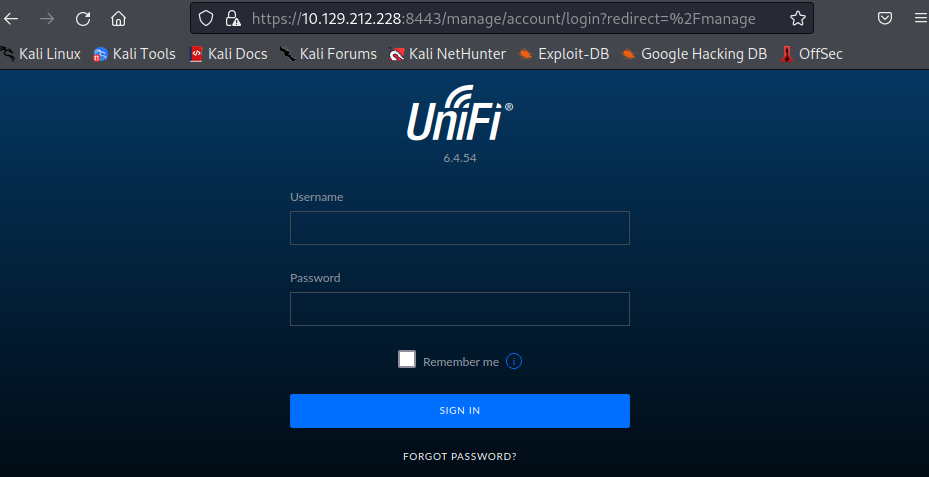 https://10.129.212.228:8443/manage/account/login?redirect=%2Fmanage
Kali Linux Kali Tools Kali Docs Kali Forums Kali NetHunter Exploit-DB Google Hacking DB OffSec
UniFi®
6.4.54
Username
Password
Remember me i
SIGN IN
FORGOT PASSWORD?